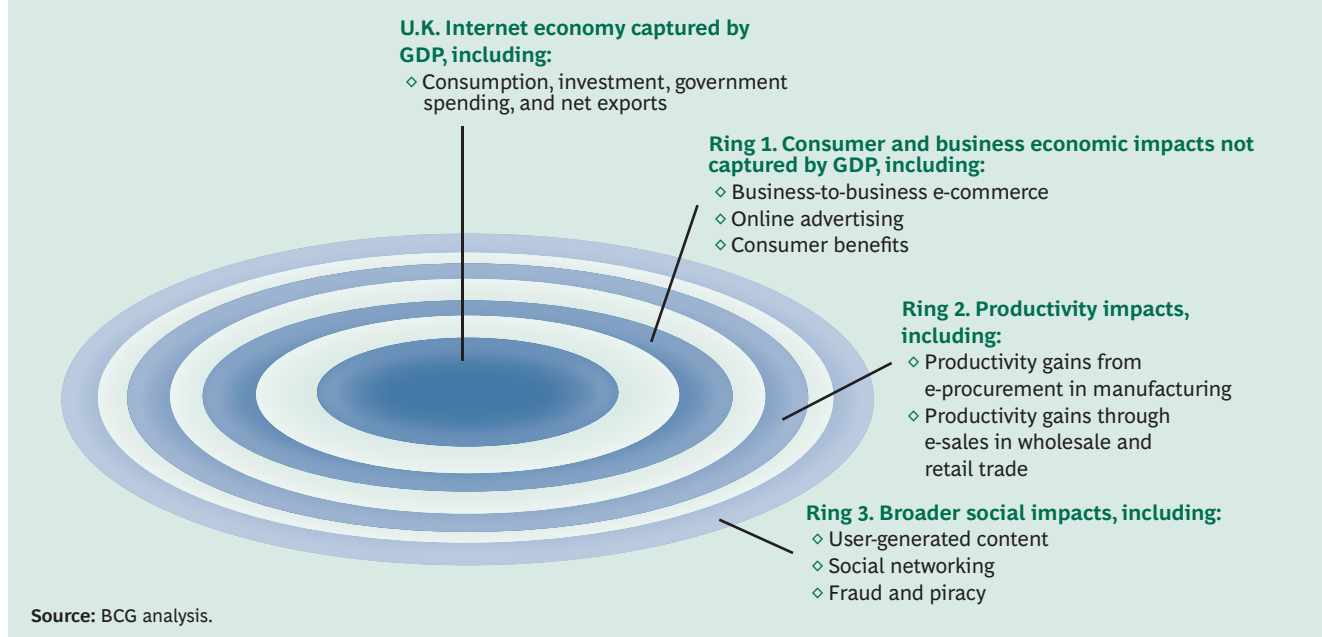 U.K. Internet economy captured by
GDP, including:
◇ Consumption, investment, government
spending, and net exports
Ring 1. Consumer and business economic impacts not
captured by GDP, including:
◇ Business-to-business e-commerce
◇ Online advertising
◇ Consumer benefits
Ring 2. Productivity impacts,
including:
◇ Productivity gains from
e-procurement in manufacturing
◇ Productivity gains through
e-sales in wholesale and
retail trade
Ring 3. Broader social impacts, including:
◇ User-generated content
◇ Social networking
◇ Fraud and piracy
Source: BCG analysis.